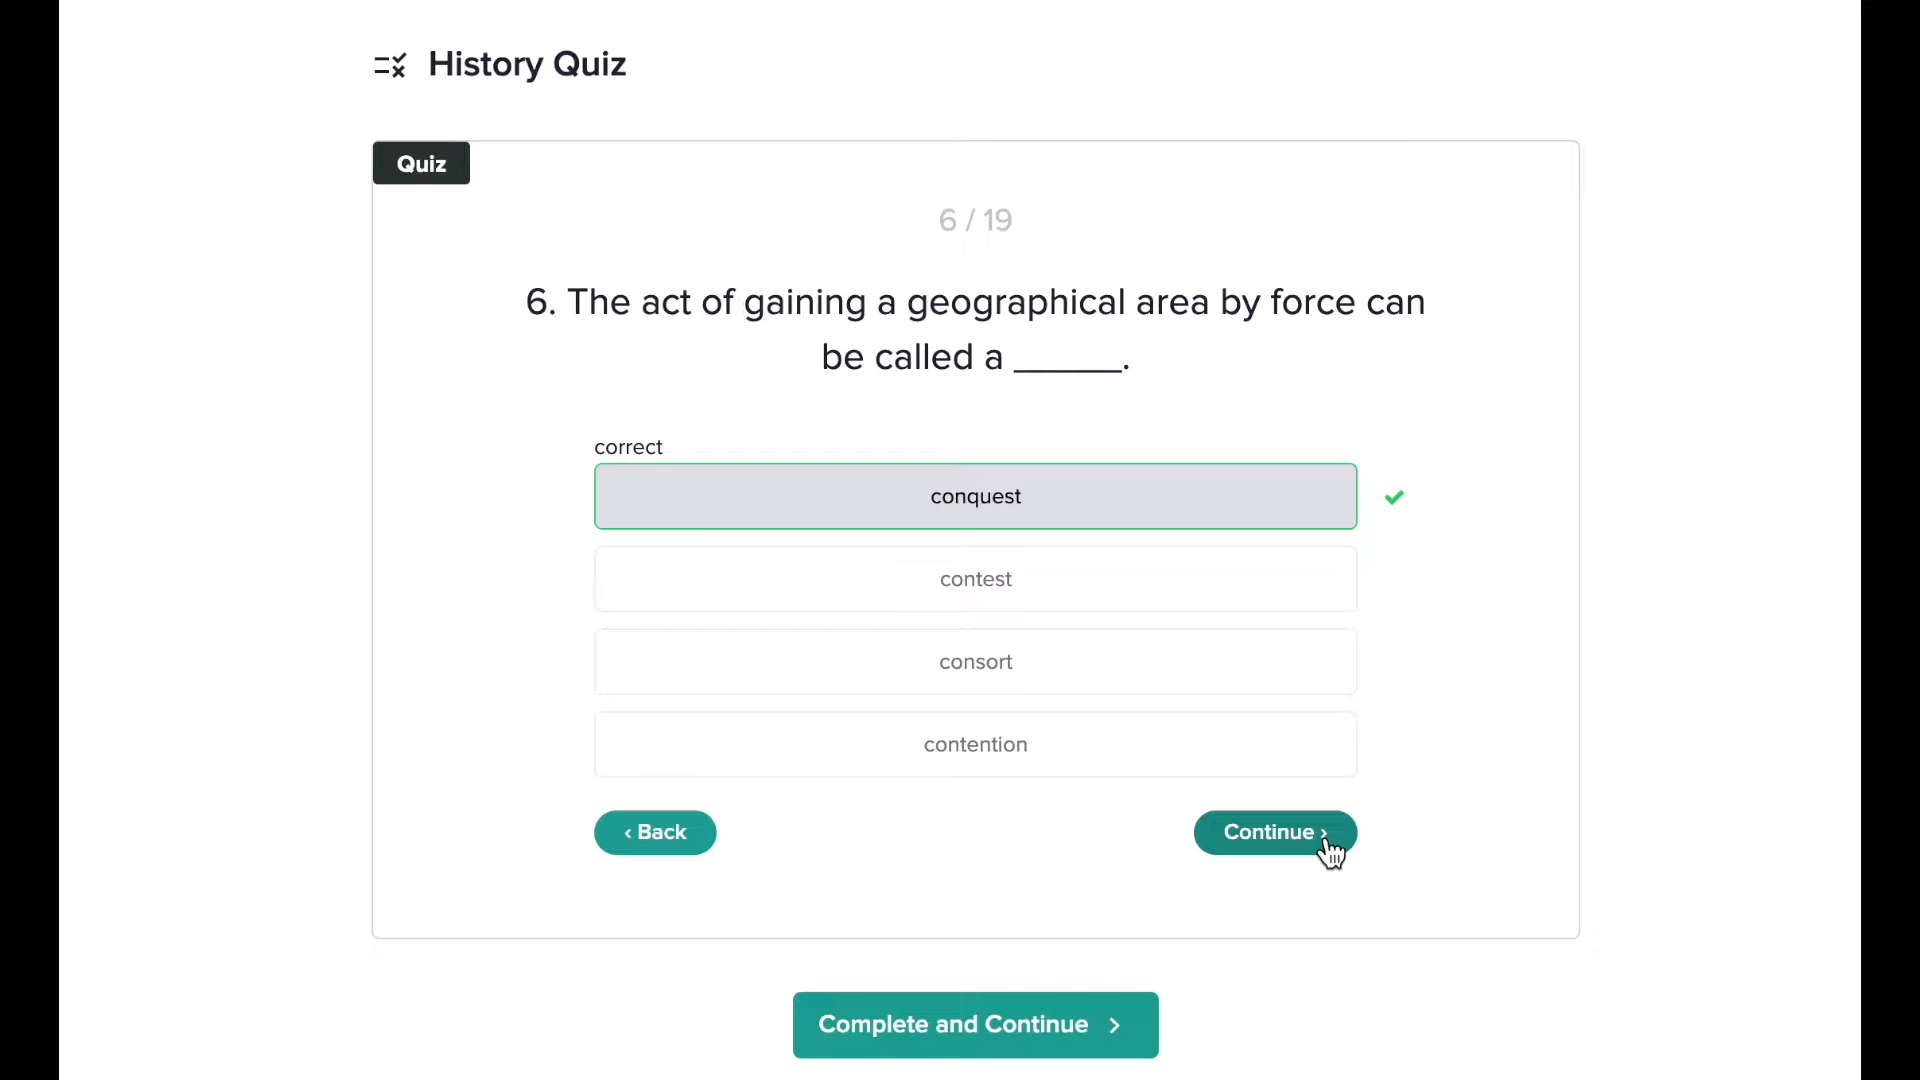 History Quiz
Quiz
6 / 19
6. The act of gaining a geographical area by force can
be called a ______.
correct
conquest
contest
consort
contention
‹ Back
Continue ›
Complete and Continue >